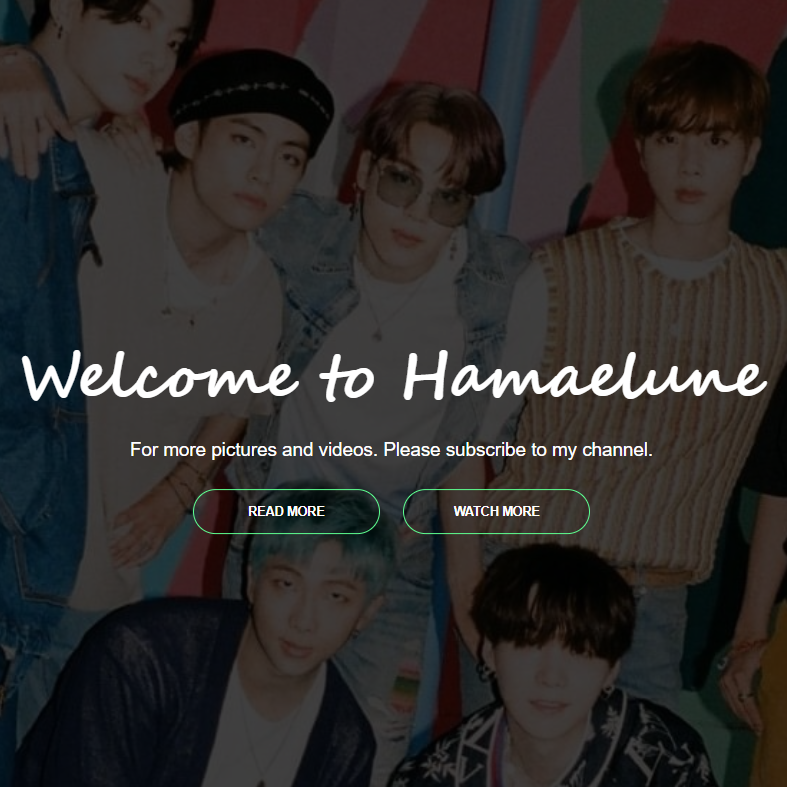 Welcome to Hamaelune
For more pictures and videos. Please subscribe to my channel.
READ MORE
WATCH MORE